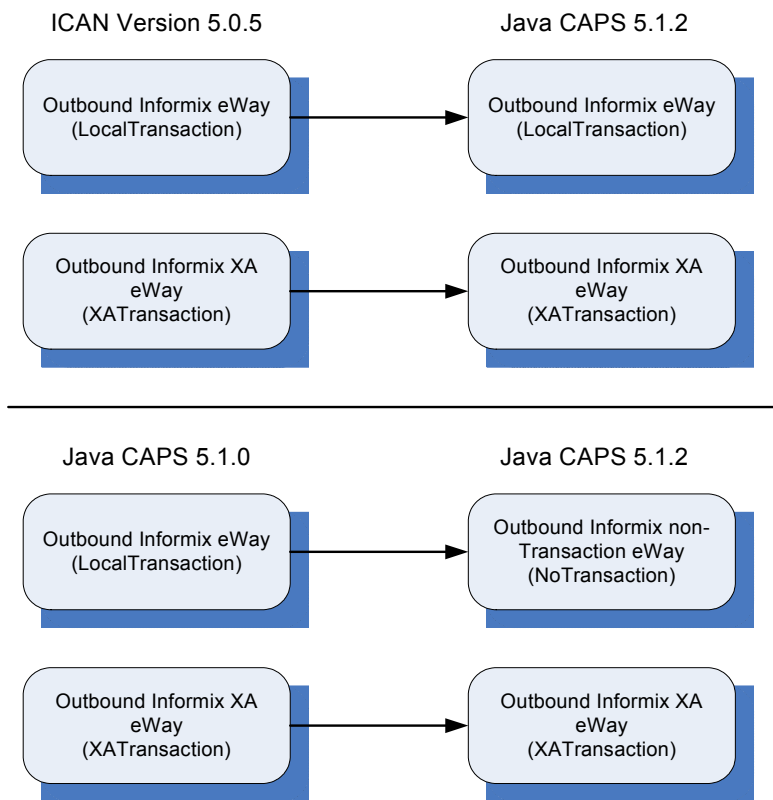 ICAN Version 5.0.5
Java CAPS 5.1.2
Outbound Informix eWay
(LocalTransaction)
Outbound Informix eWay
(LocalTransaction)
Outbound Informix XA
eWay
(XATransaction)
Outbound Informix XA
eWay
(XATransaction)
Java CAPS 5.1.0
Java CAPS 5.1.2
Outbound Informix eWay
(LocalTransaction)
Outbound Informix non-
Transaction eWay
(NoTransaction)
Outbound Informix XA
eWay
(XATransaction)
Outbound Informix XA
eWay
(XATransaction)